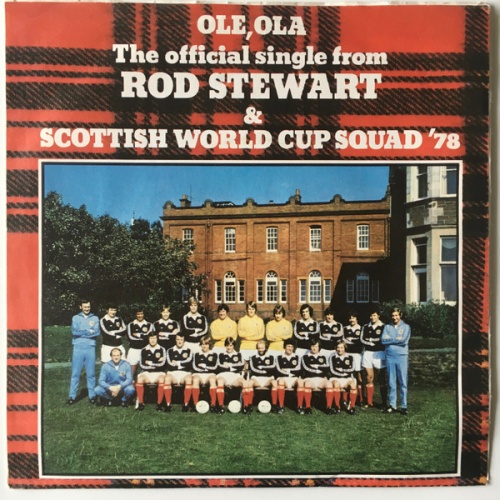 OLE, OLA
The official single from
ROD STEWART
&
SCOTTISH WORLD CUP SQUAD '78